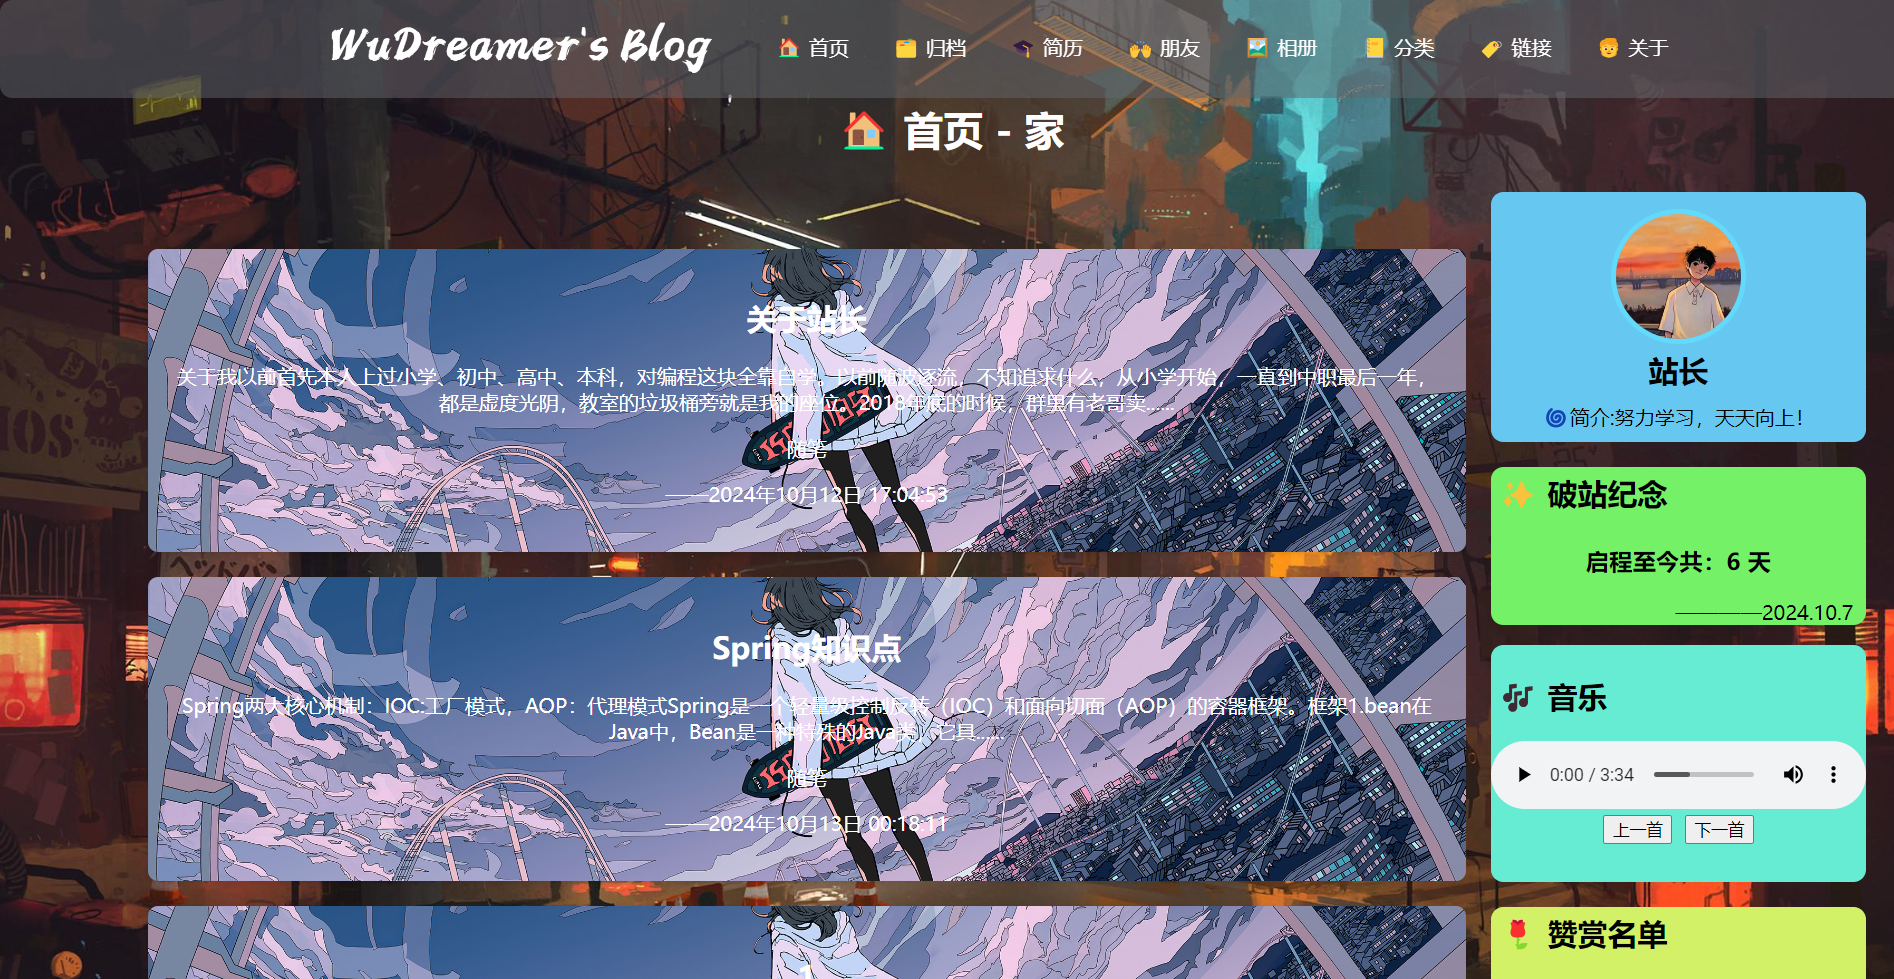 WuDreamer's Blog
首页
归档
简历
朋友
相册
分类
链接
关于
首页 - 家
关于站长
关于我以前首先本人上过小学、初中、高中、本科，对编程这块全靠自学。以前随波逐流，不知追求什么，从小学开始，一直到中职最后一年，
都是虚度光阴，教室的垃圾桶旁就是我的座位。2018年底的时候，群里有老哥卖......
随笔
——2024年10月12日 17:04:53
Spring知识点
Spring两大核心机制：IOC:工厂模式，AOP：代理模式Spring是一个轻量级控制反转（IOC）和面向切面（AOP）的容器框架。框架1.bean在
Java中，Bean是一种特殊的Java类，它具......
随笔
——2024年10月13日 00:18:11
1
站长
简介:努力学习，天天向上!
破站纪念
启程至今共：6 天
————2024.10.7
音乐
0:00 / 3:34
上一首
下一首
赞赏名单
ヘッドバ